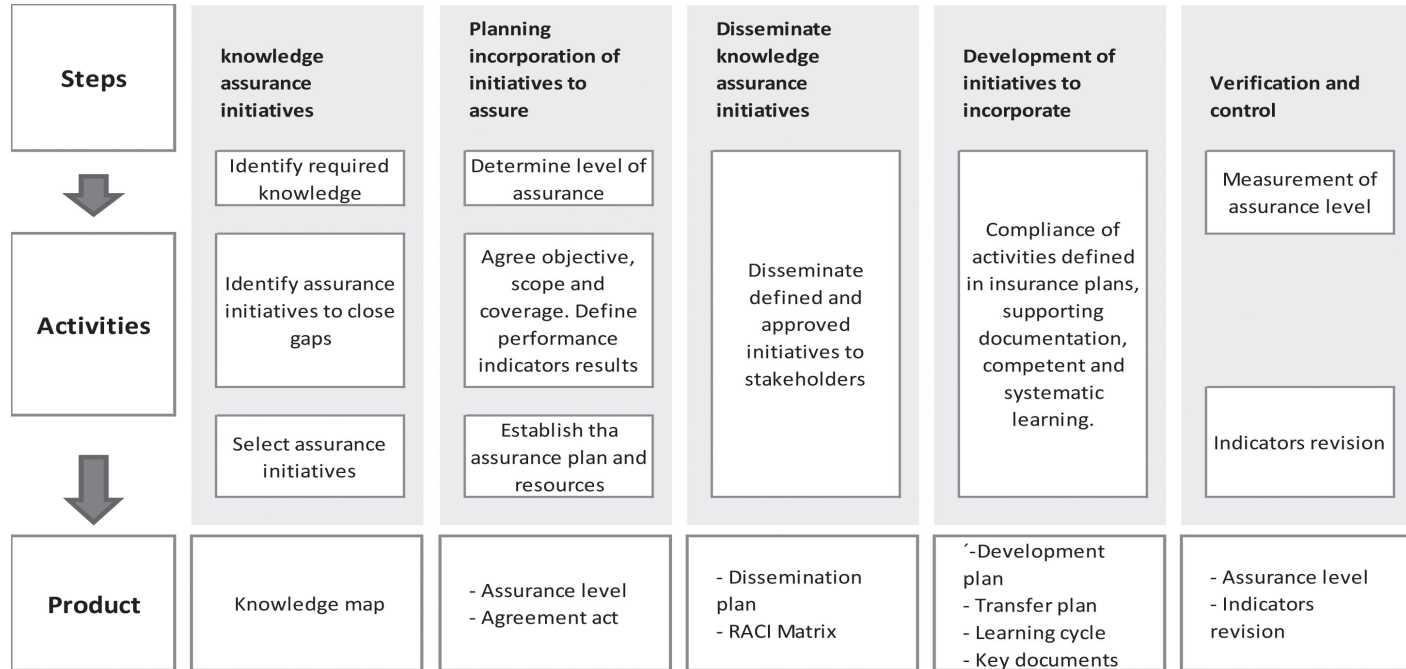 Steps
knowledge
assurance
initiatives
Planning
incorporation of
initiatives to
assure
Disseminate
knowledge
assurance
initiatives
Development of
initiatives to
incorporate
Verification and
control
Activities
Identify required
knowledge
Identify assurance
initiatives to close
gaps
Select assurance
initiatives
Determine level of
assurance
Agree objective,
scope and
coverage. Define
performance
indicators results
Establish tha
assurance plan and
resources
Disseminate
defined and
approved
initiatives to
stakeholders
Compliance of
activities defined
in insurance plans,
supporting
documentation,
competent and
systematic
learning.
Measurement of
assurance level
Indicators revision
Product
Knowledge map
- Assurance level
- Agreement act
- Dissemination
plan
- RACI Matrix
´-Development
plan
- Transfer plan
- Learning cycle
- Key documents
- Assurance level
- Indicators
revision